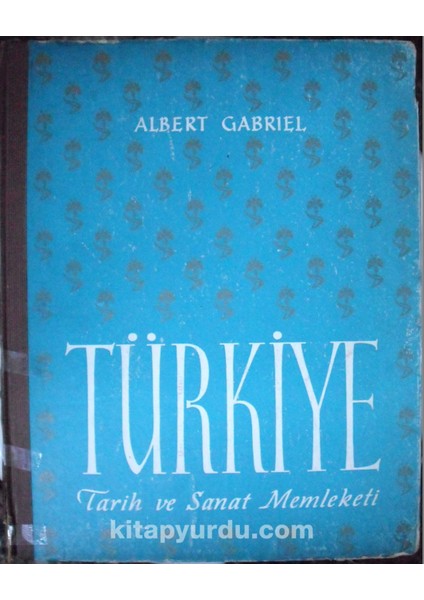 ALBERT GABRIEL
TÜRKİYE
Tarih ve Sanat Memleketi
kitapyurdu.com